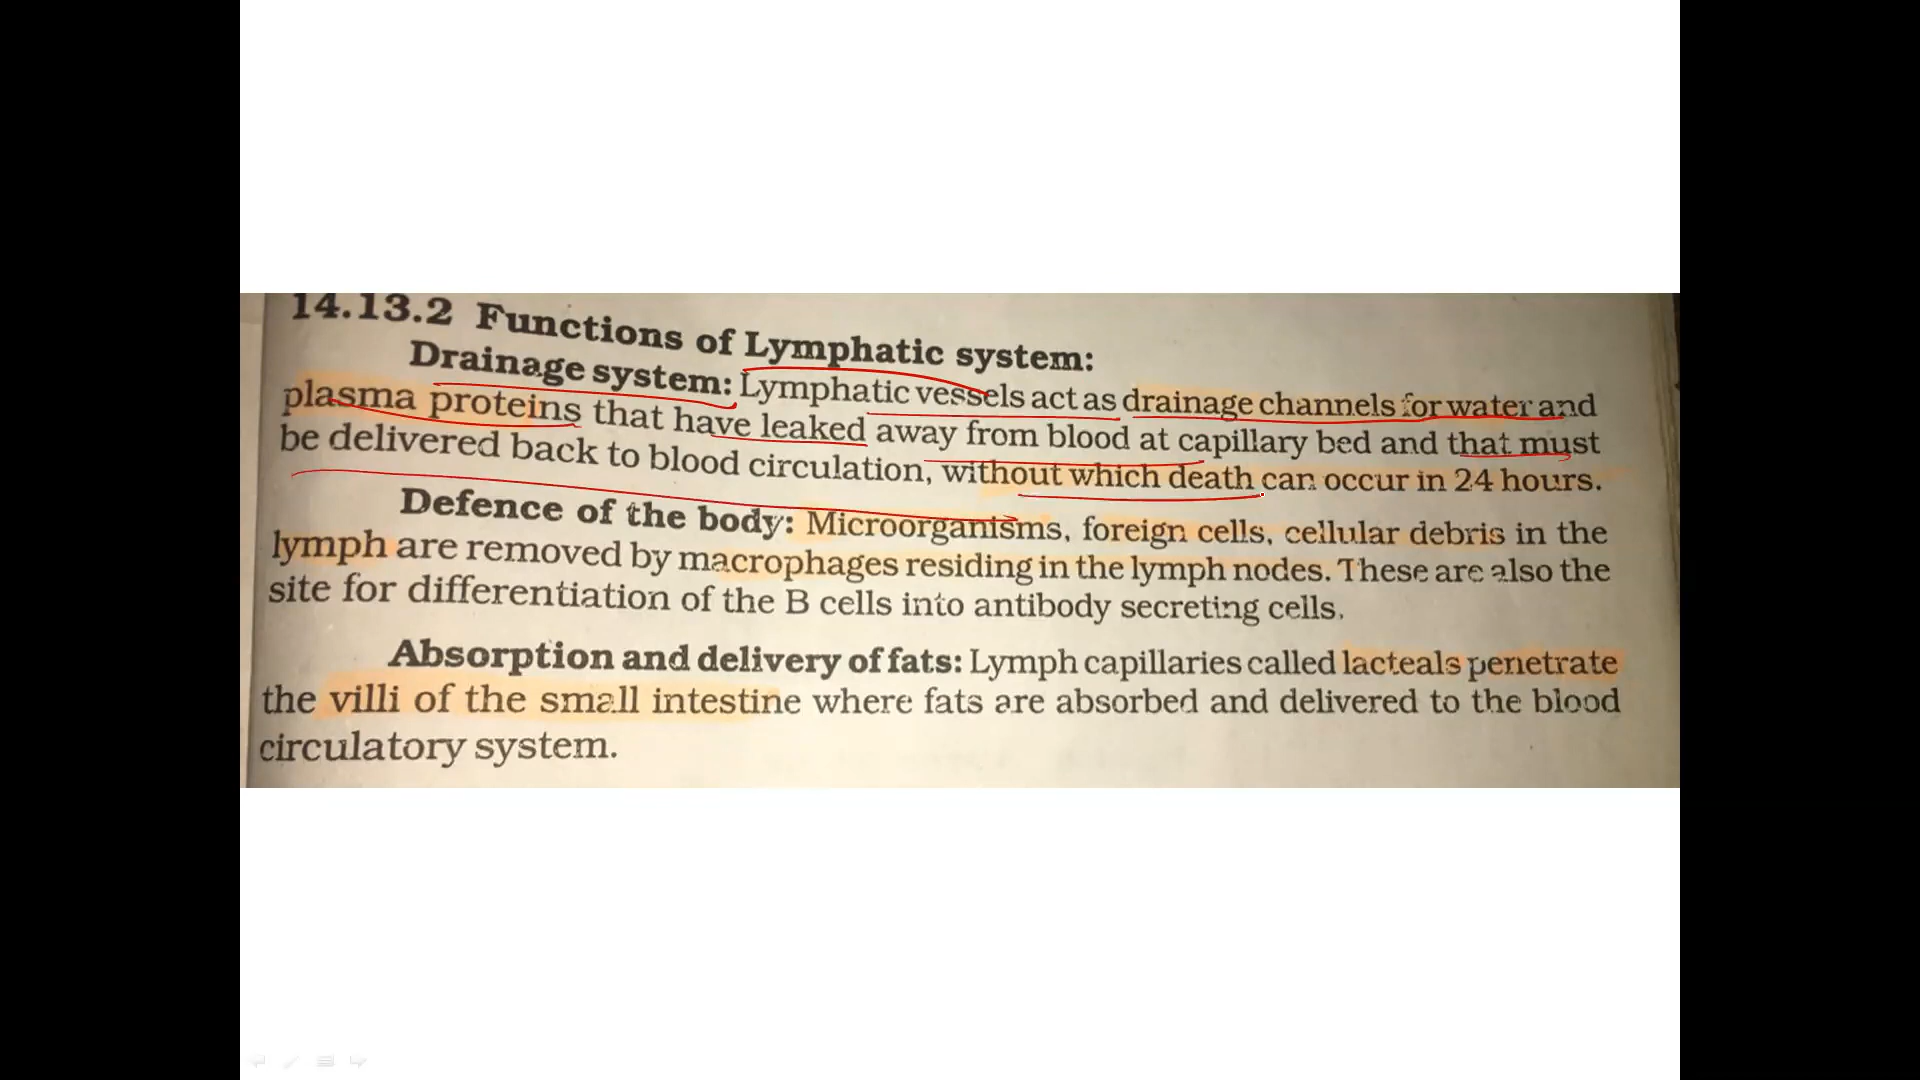 14.13.2 Functions of Lymphatic system:
Drainage system: Lymphatic vessels act as drainage channels for water and
plasma proteins that have leaked away from blood at capillary bed and that must
be delivered back to blood circulation, without which death can occur in 24 hours.
Defence of the body: Microorganisms, foreign cells, cellular debris in the
lymph are removed by macrophages residing in the lymph nodes. These are also the
site for differentiation of the B cells into antibody secreting cells.
Absorption and delivery of fats: Lymph capillaries called lacteals penetrate
the villi of the small intestine where fats are absorbed and delivered to the blood
circulatory system.